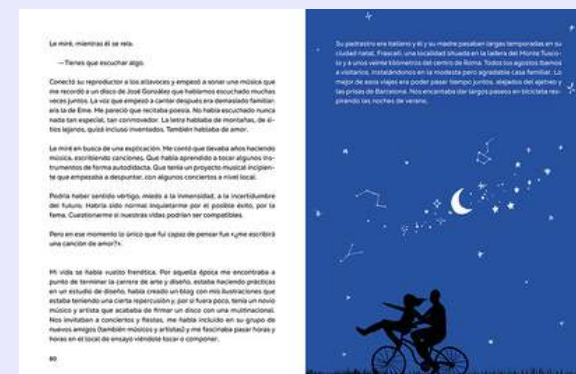 Le miré, mientras él se reía.
—Tienes que escuchar algo.
Conectó su reproductor a los altavoces y empezó a sonar una música que
me recordó a un disco de José González que habíamos escuchado muchas
veces juntos. La voz que empezó a cantar después era demasiado familiar:
era la de Eme. Me pareció que recitaba poesía. No había escuchado nunca
nada tan especial, tan conmovedor. La letra hablaba de montañas, de si-
tios lejanos, quizá incluso inventados. También hablaba de amor.
Le miré en busca de una explicación. Me contó que llevaba años haciendo
música, escribiendo canciones. Que había aprendido a tocar algunos ins-
trumentos de forma autodidacta. Que tenía un proyecto musical incipien-
te que empezaba a despuntar, con algunos conciertos a nivel local.
Podría haber sentido vértigo, miedo a la inmensidad, a la incertidumbre
del futuro. Habría sido normal inquietarme por el posible éxito, por la
fama. Cuestionarme si nuestras vidas podrían ser compatibles.
Pero en ese momento lo único que fui capaz de pensar fue «¿me escribirá
una canción de amor?».
Mi vida se había vuelto frenética. Por aquella época me encontraba a
punto de terminar la carrera de arte y diseño, estaba haciendo prácticas
en un estudio de diseño, había creado un blog con mis ilustraciones que
estaba teniendo una cierta repercusión y, por si fuera poco, tenía un novio
músico y artista que acababa de firmar un disco con una multinacional.
Nos invitaban a conciertos y fiestas, me había incluido en su grupo de
nuevos amigos (también músicos y artistas) y me fascinaba pasar horas y
horas en el local de ensayo viéndole tocar o componer.
80
Su padrastro era italiano y él y su madre pasaban largas temporadas en su
ciudad natal, Frascati, una localidad situada en la ladera del Monte Tusco-
lo y a unos veinte kilómetros del centro de Roma. Todos los agostos íbamos
a visitarlos, instalándonos en la modesta pero agradable casa familiar. Lo
mejor de esos viajes era poder pasar tiempo juntos, alejados del ajetreo y
las prisas de Barcelona. Nos encantaba dar largos paseos en bicicleta res-
pirando las noches de verano.